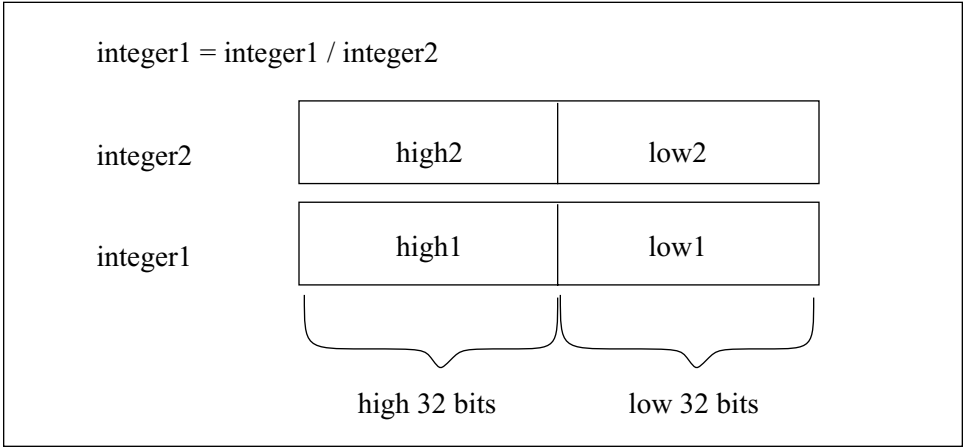 integer1 = integer1 / integer2
integer2 high2 low2
integer1 high1 low1
high 32 bits low 32 bits